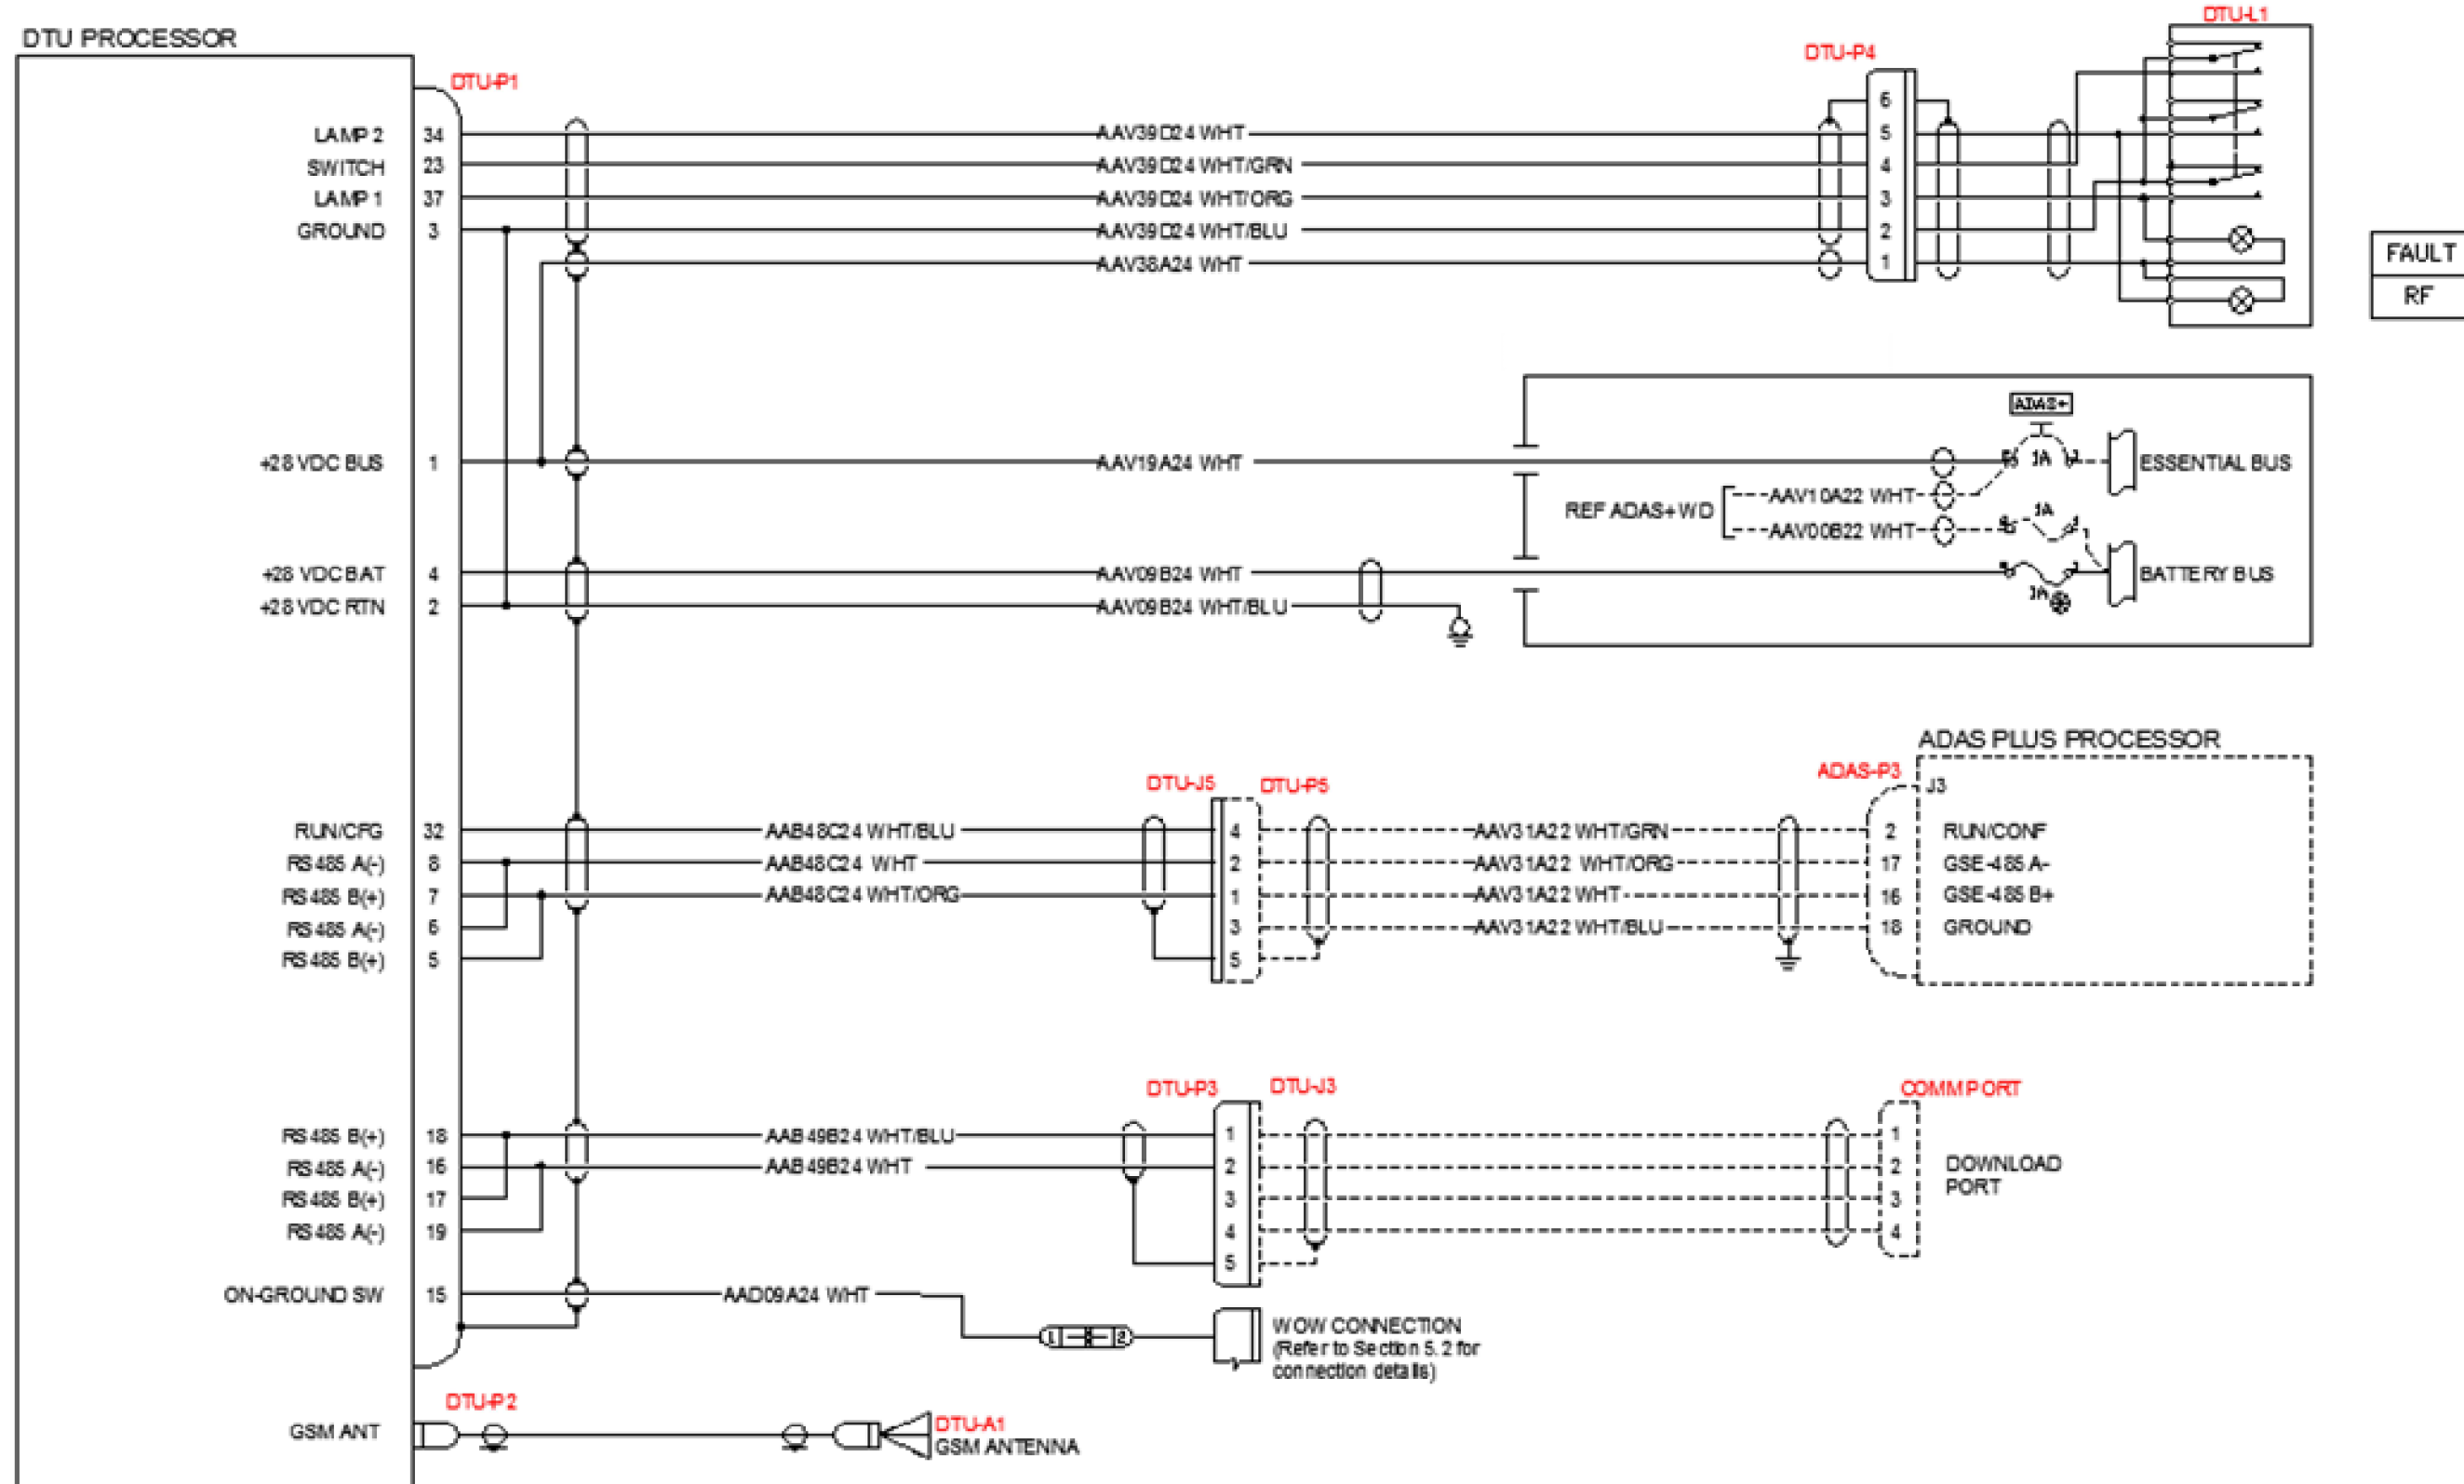 DTU-L1
DTU PROCESSOR
DTU-P4
DTU-P1
6
LAMP 2 34 AAV39D24 WHT 5
SWITCH 23 AAV39D24 WHT/GRN 4
LAMP 1 37 AAV39D24 WHT/ORG 3
GROUND 3 AAV39D24 WHT/BLU 2
AAV38A24 WHT 1
FAULT
RF
ADAS+
+28 VDC BUS 1 AAV19A24 WHT 1A ESSENTIAL BUS
REF ADAS+ WD AAV10A22 WHT
AAV00B22 WHT 1A
+28 VDC BAT 4 AAV09B24 WHT BATTERY BUS
+28 VDC RTN 2 AAV09B24 WHT/BLU 1A
ADAS PLUS PROCESSOR
DTU-J5 DTU-P5 ADAS-P3 J3
RUN/CFG 32 AAB48C24 WHT/BLU 4 AAV31A22 WHT/GRN 2 RUN/CONF
RS485 A(-) 8 AAB48C24 WHT 2 AAV31A22 WHT/ORG 17 GSE-485 A-
RS485 B(+) 7 AAB48C24 WHT/ORG 1 AAV31A22 WHT 16 GSE-485 B+
RS485 A(-) 6 3 AAV31A22 WHT/BLU 18 GROUND
RS485 B(+) 5 5
DTU-P3 DTU-J3 COMM PORT
RS485 B(+) 18 AAB49B24 WHT/BLU 1 1
RS485 A(-) 16 AAB49B24 WHT 2 2 DOWNLOAD
RS485 B(+) 17 3 3 PORT
RS485 A(-) 19 4 4
5
ON-GROUND SW 15 AAD09A24 WHT
1 2 WOW CONNECTION
(Refer to Section 5.2 for
connection details)
DTU-P2
GSM ANT DTU-A1
GSM ANTENNA